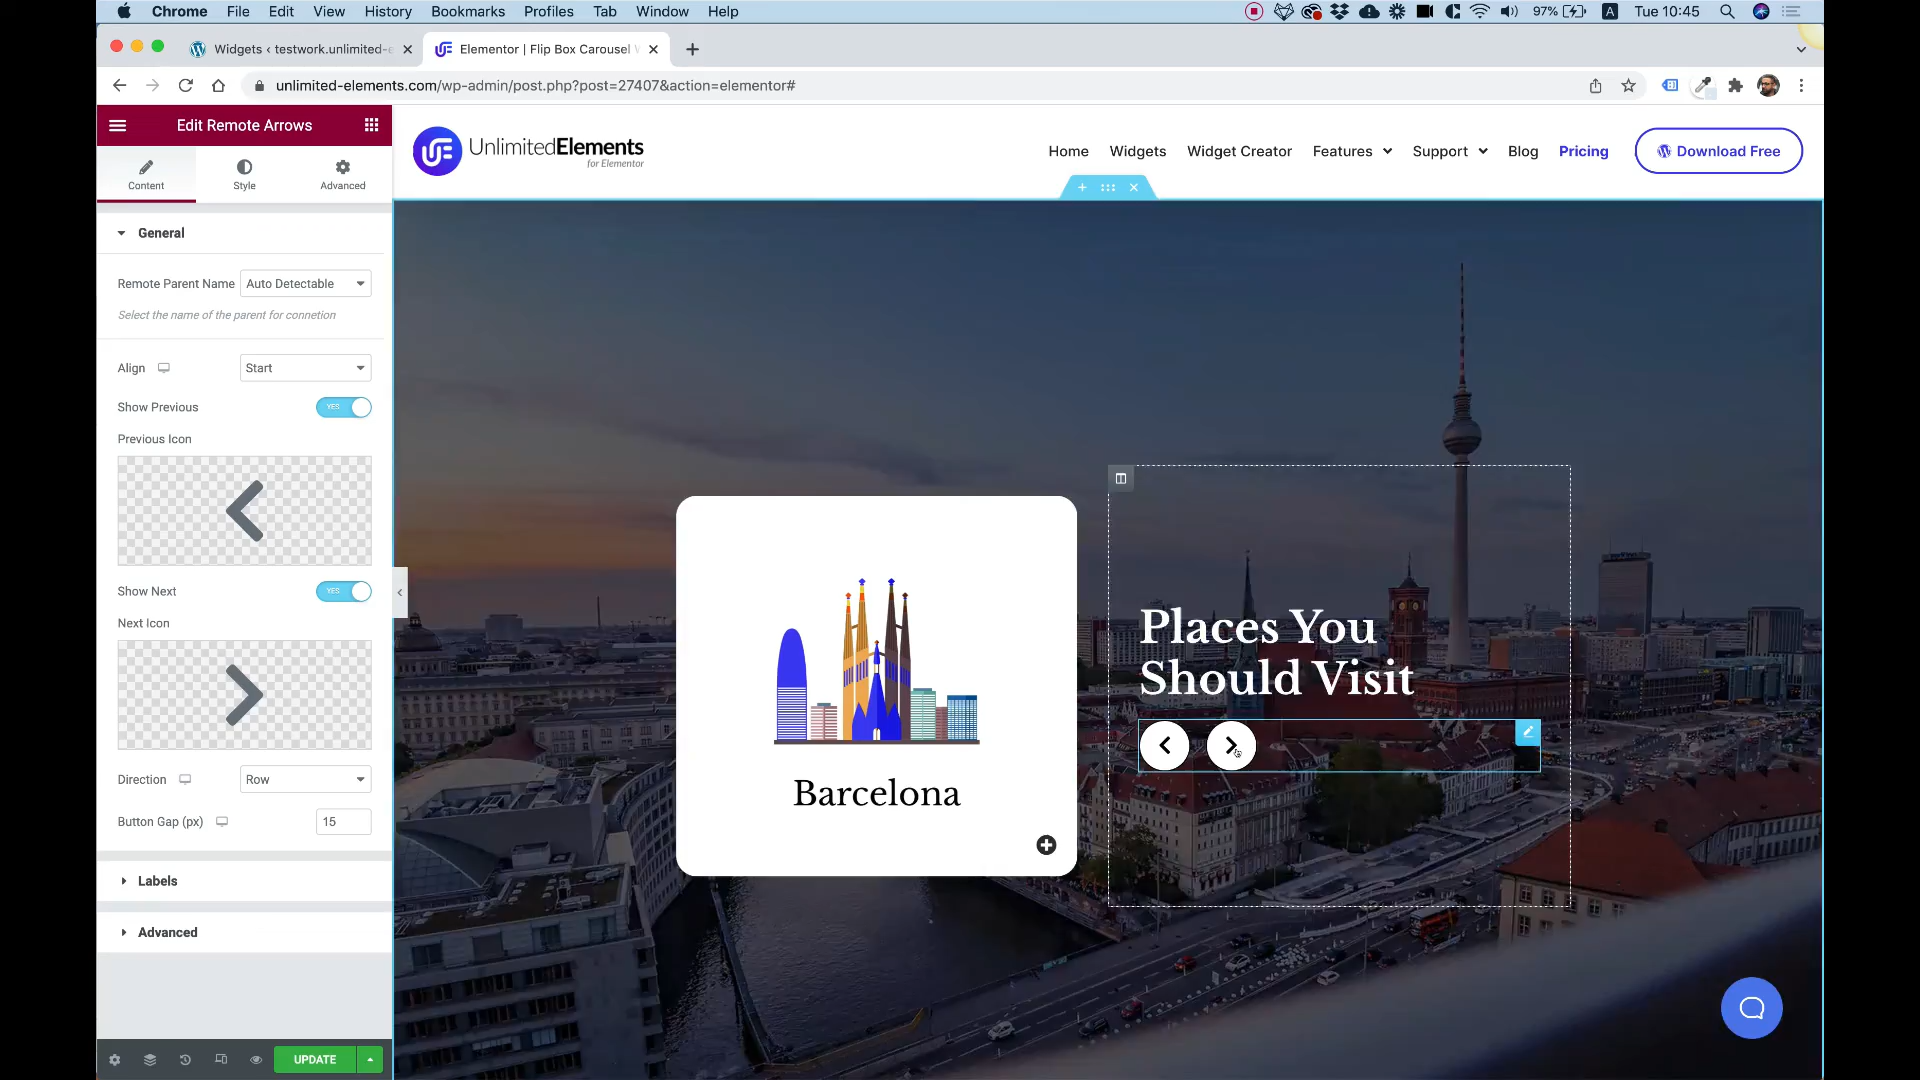 Chrome File Edit View History Bookmarks Profiles Tab Window Help
97% A Tue 10:45
Widgets ‹ testwork.unlimited-e
Elementor | Flip Box Carousel
unlimited-elements.com/wp-admin/post.php?post=27407&action=elementor#
Edit Remote Arrows
Content Style Advanced
General
Remote Parent Name Auto Detectable
Select the name of the parent for connetion
Align Start
Show Previous YES
Previous Icon
Show Next YES
Next Icon
Direction Row
Button Gap (px) 15
Labels
Advanced
UPDATE
UnlimitedElements
for Elementor
Home Widgets Widget Creator Features Support Blog Pricing Download Free
Places You
Should Visit
Barcelona